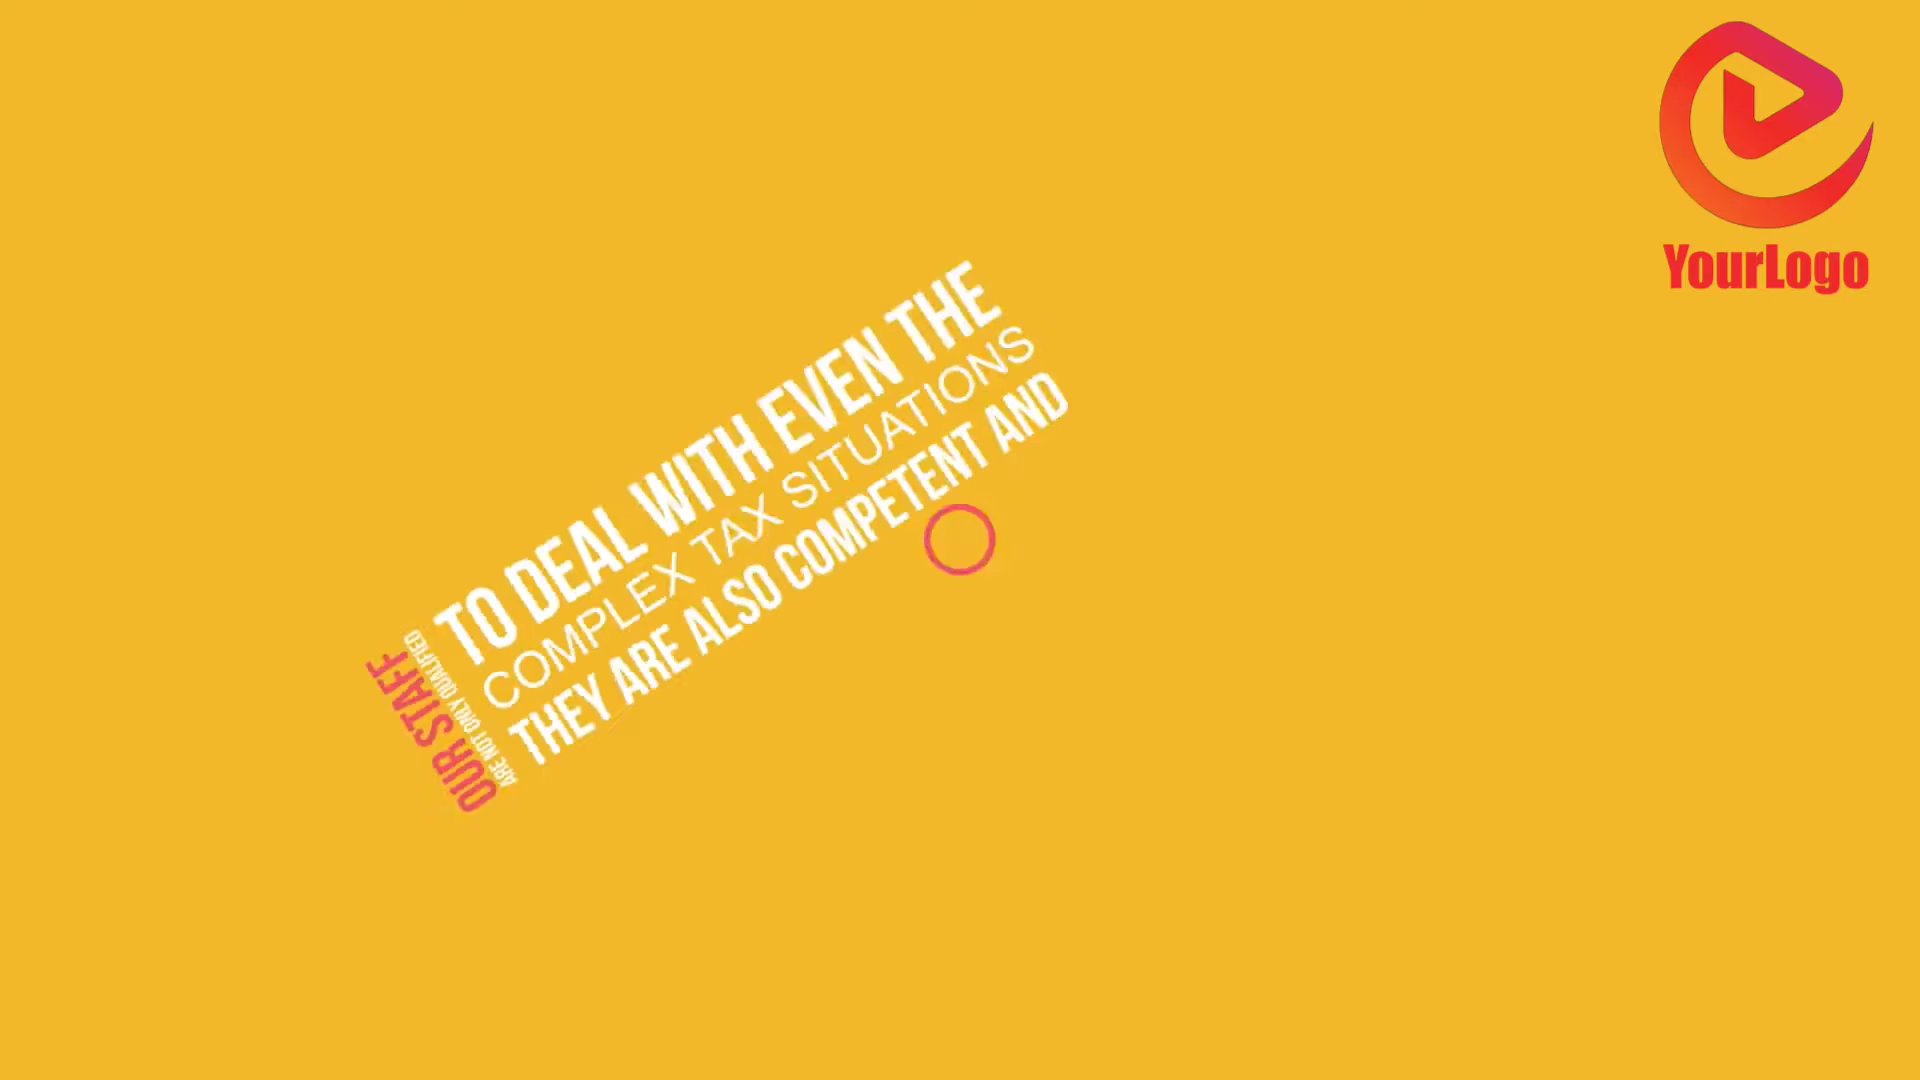 OUR STAFF
ARE NOT ONLY QUALIFIED
TO DEAL WITH EVEN THE
COMPLEX TAX SITUATIONS
THEY ARE ALSO COMPETENT AND
YourLogo